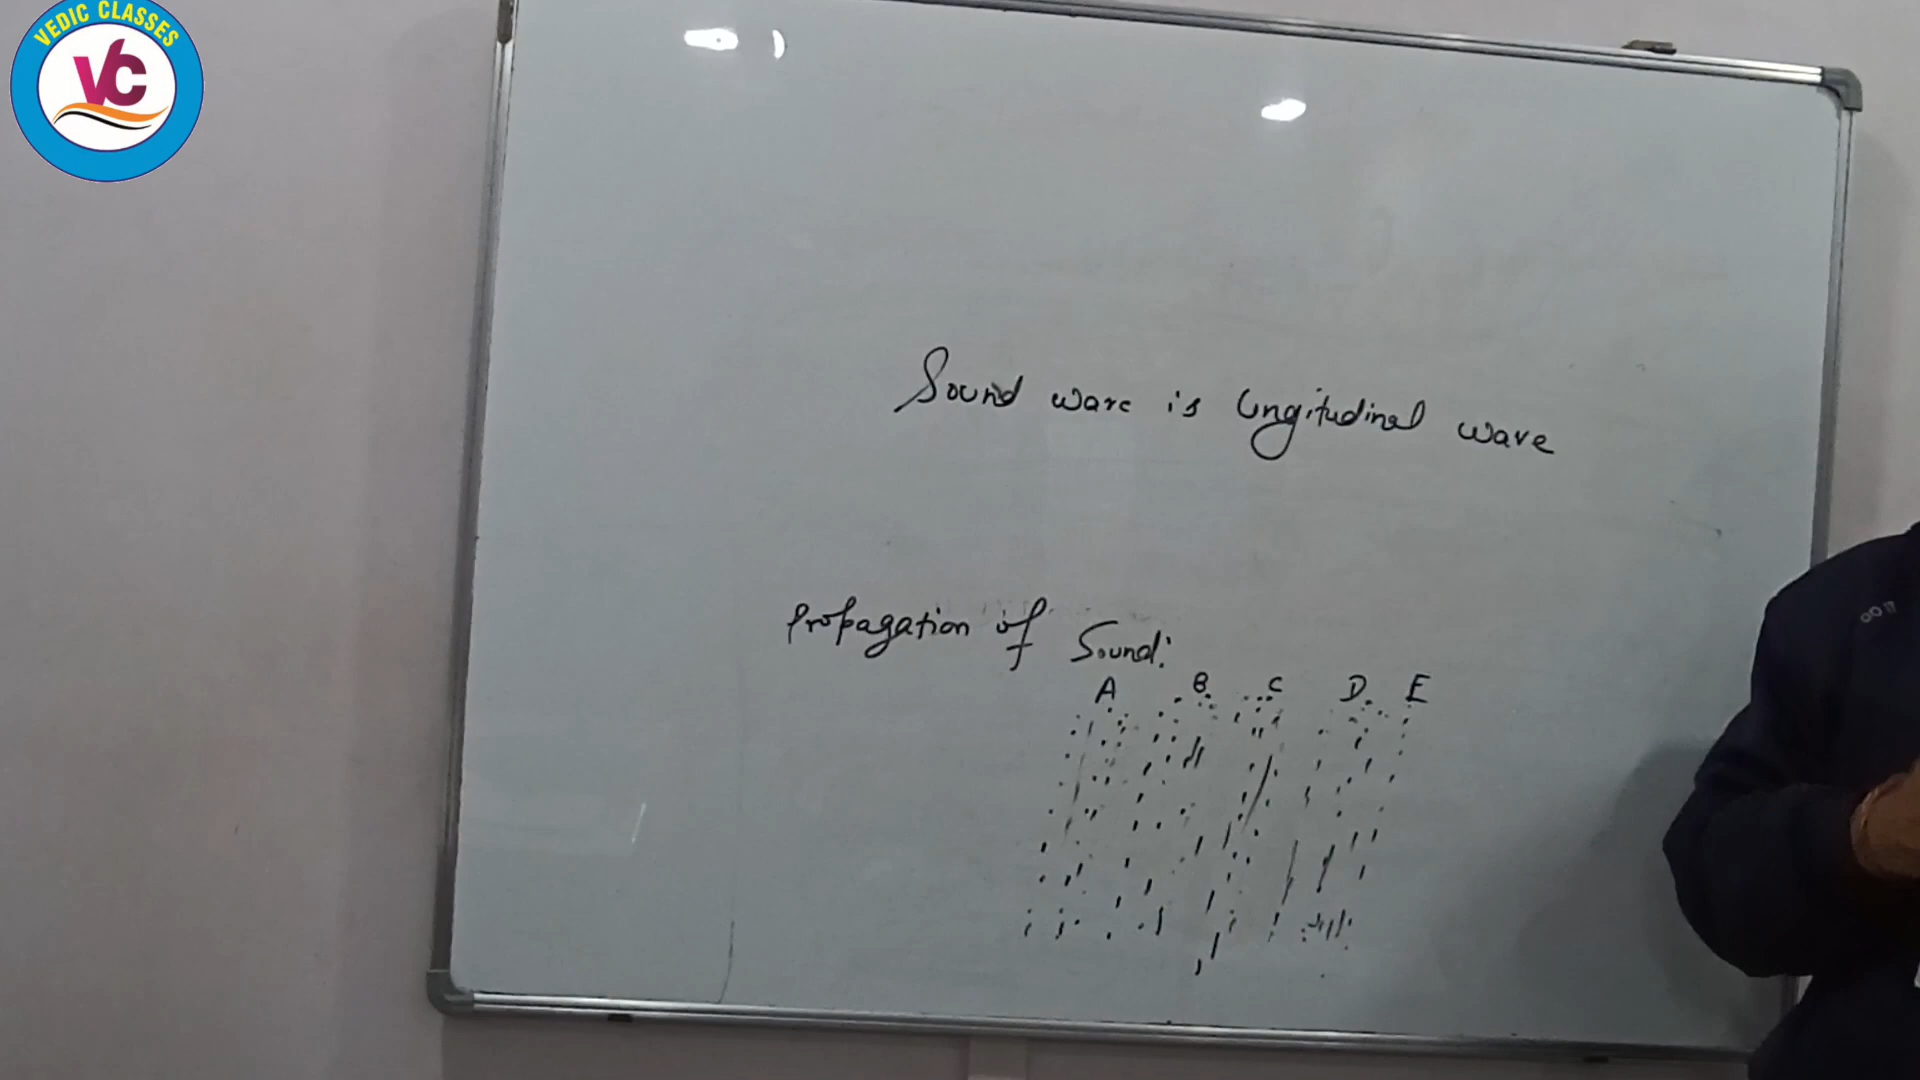 VEDIC CLASSES
VC
Sound wave is longitudinal wave
Propagation of Sound:
A B C D E